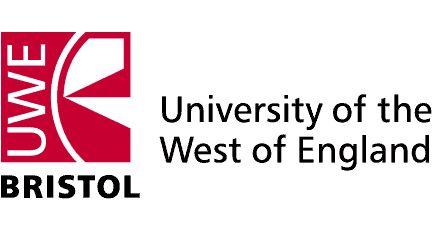 UWE
BRISTOL
University of the
West of England